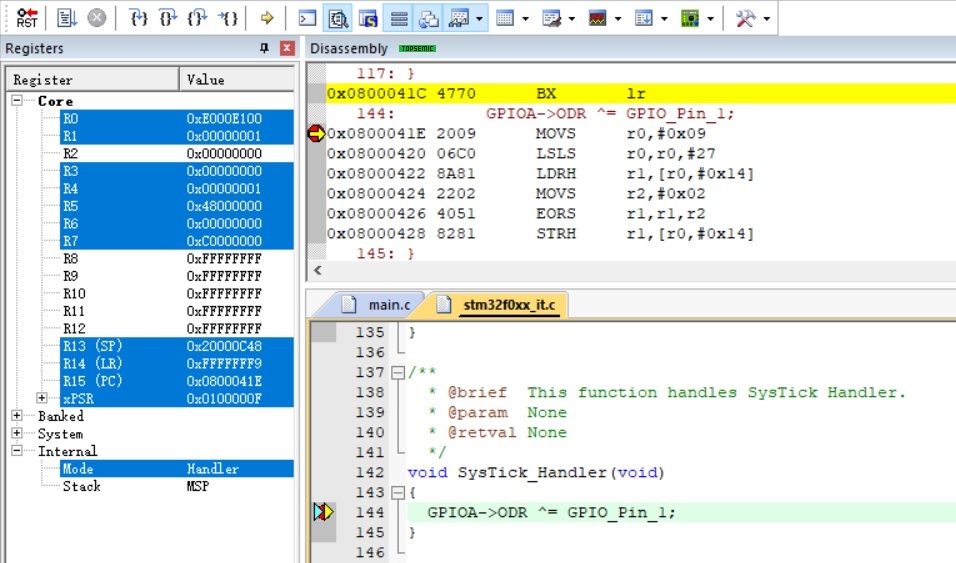 RST
Registers
Register Value
Core
R0 0xE000E100
R1 0x00000001
R2 0x00000000
R3 0x00000000
R4 0x00000001
R5 0x48000000
R6 0x00000000
R7 0xC0000000
R8 0xFFFFFFFF
R9 0xFFFFFFFF
R10 0xFFFFFFFF
R11 0xFFFFFFFF
R12 0xFFFFFFFF
R13 (SP) 0x20000C48
R14 (LR) 0xFFFFFFF9
R15 (PC) 0x0800041E
xPSR 0x0100000F
Banked
System
Internal
Mode Handler
Stack MSP
Disassembly TOPSEMIC
117: }
0x0800041C 4770 BX lr
144: GPIOA->ODR ^= GPIO_Pin_1;
0x0800041E 2009 MOVS r0,#0x09
0x08000420 06C0 LSLS r0,r0,#27
0x08000422 8A81 LDRH r1,[r0,#0x14]
0x08000424 2202 MOVS r2,#0x02
0x08000426 4051 EORS r1,r1,r2
0x08000428 8281 STRH r1,[r0,#0x14]
145: }
main.c stm32f0xx_it.c
135 }
136
137 /**
138 * @brief This function handles SysTick Handler.
139 * @param None
140 * @retval None
141 */
142 void SysTick_Handler(void)
143 {
144 GPIOA->ODR ^= GPIO_Pin_1;
145 }
146